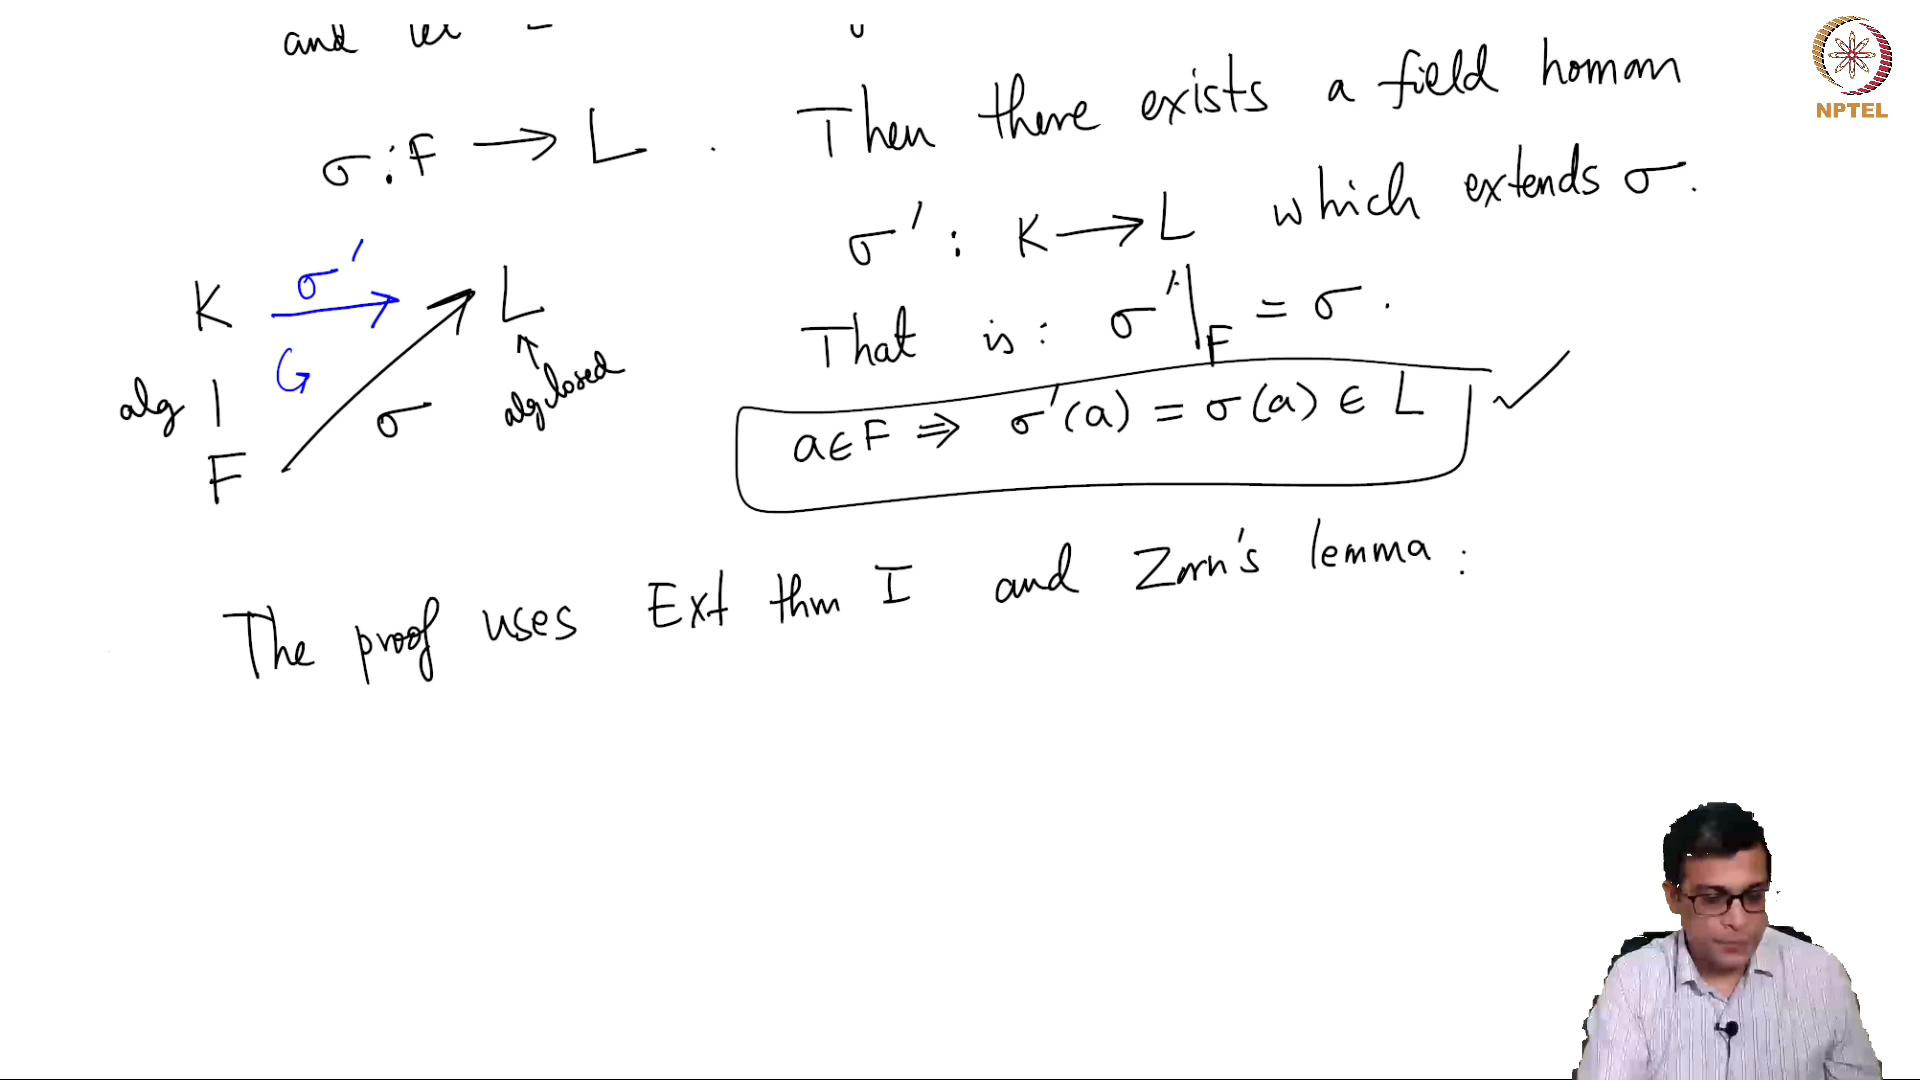 and
σ : F → L . Then there exists a field homom
σ' : K → L which extends σ.
That is : σ'|F = σ .
a ∈ F ⇒ σ'(a) = σ(a) ∈ L ✓
K σ' → L
alg G σ alg closed
F
The proof uses Ext thm I and Zorn's lemma :
NPTEL